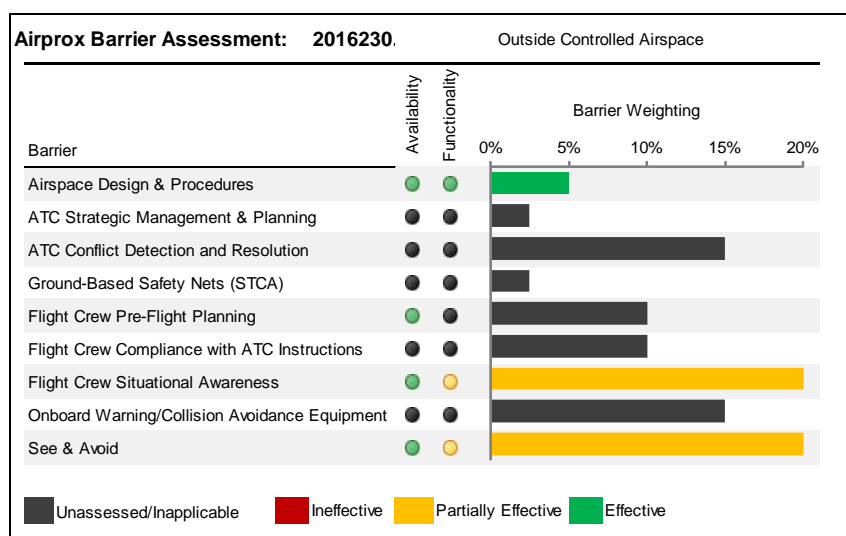 Airprox Barrier Assessment: 2016230. Outside Controlled Airspace
Availability
Functionality
Barrier Weighting
Barrier
0% 5% 10% 15% 20%
Airspace Design & Procedures
ATC Strategic Management & Planning
ATC Conflict Detection and Resolution
Ground-Based Safety Nets (STCA)
Flight Crew Pre-Flight Planning
Flight Crew Compliance with ATC Instructions
Flight Crew Situational Awareness
Onboard Warning/Collision Avoidance Equipment
See & Avoid
Unassessed/Inapplicable Ineffective Partially Effective Effective